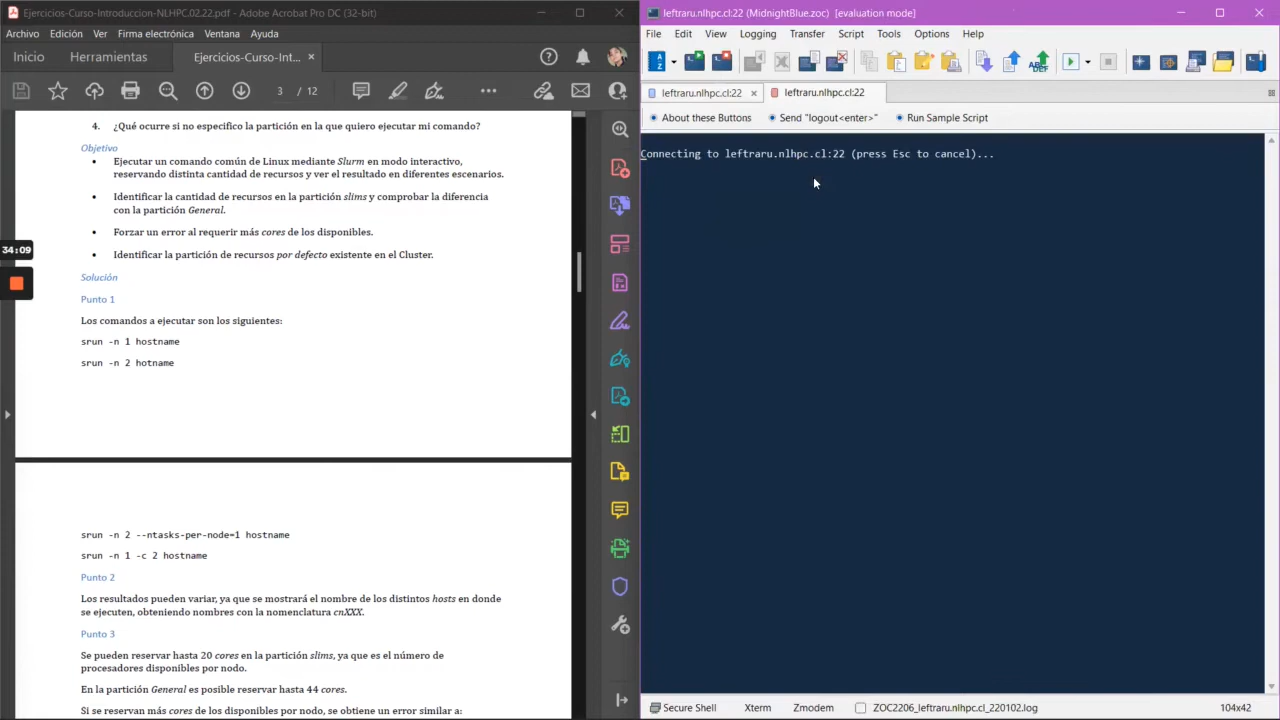 Ejercicios-Curso-Introduccion-NLHPC.02.22.pdf - Adobe Acrobat Pro DC (32-bit)
Archivo Edición Ver Firma electrónica Ventana Ayuda
Inicio Herramientas Ejercicios-Curso-Int...
3 / 12
4. ¿Qué ocurre si no especifico la partición en la que quiero ejecutar mi comando?
Objetivo
• Ejecutar un comando común de Linux mediante Slurm en modo interactivo,
reservando distinta cantidad de recursos y ver el resultado en diferentes escenarios.
• Identificar la cantidad de recursos en la partición slims y comprobar la diferencia
con la partición General.
• Forzar un error al requerir más cores de los disponibles.
• Identificar la partición de recursos por defecto existente en el Cluster.
34:09
Solución
Punto 1
Los comandos a ejecutar son los siguientes:
srun -n 1 hostname
srun -n 2 hotname
srun -n 2 --ntasks-per-node=1 hostname
srun -n 1 -c 2 hostname
Punto 2
Los resultados pueden variar, ya que se mostrará el nombre de los distintos hosts en donde
se ejecuten, obteniendo nombres con la nomenclatura cnXXX.
Punto 3
Se pueden reservar hasta 20 cores en la partición slims, ya que es el número de
procesadores disponibles por nodo.
En la partición General es posible reservar hasta 44 cores.
Si se reservan más cores de los disponibles por nodo, se obtiene un error similar a:
leftraru.nlhpc.cl:22 (MidnightBlue.zoc) [evaluation mode]
File Edit View Logging Transfer Script Tools Options Help
A-Z
ABC
DEF
leftraru.nlhpc.cl:22 leftraru.nlhpc.cl:22
About these Buttons Send "logout<enter>" Run Sample Script
Connecting to leftraru.nlhpc.cl:22 (press Esc to cancel)...
Secure Shell Xterm Zmodem ZOC2206_leftraru.nlhpc.cl_220102.log 104x42